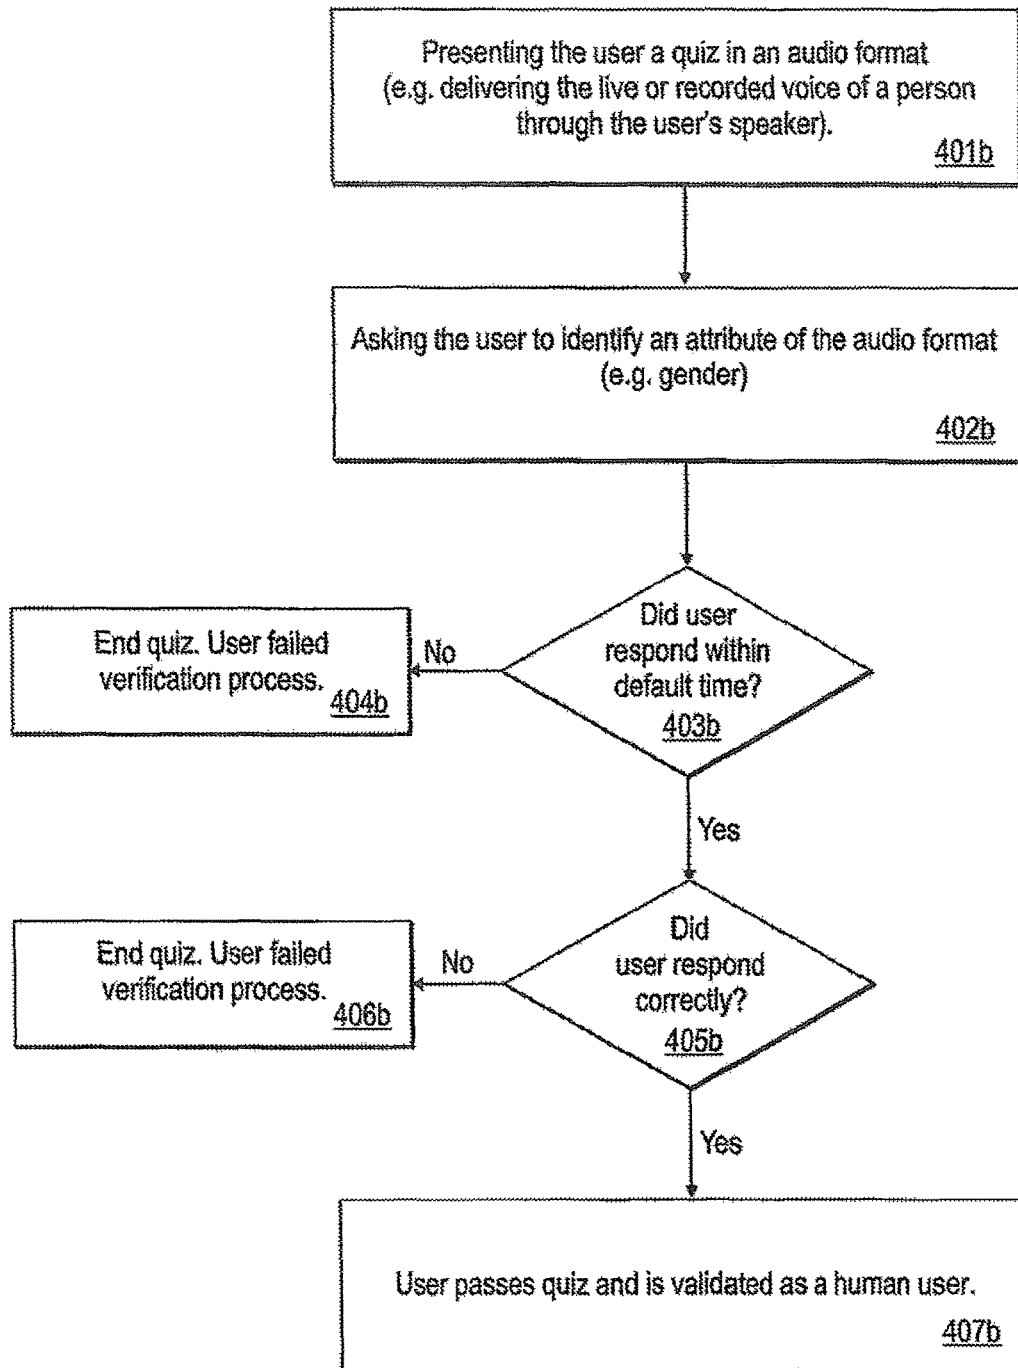 Presenting the user a quiz in an audio format
(e.g. delivering the live or recorded voice of a person
through the user's speaker).
401b
Asking the user to identify an attribute of the audio format
(e.g. gender)
402b
Did user
respond within
default time?
403b
No
End quiz. User failed
verification process.
404b
Yes
Did
user respond
correctly?
405b
No
End quiz. User failed
verification process.
406b
Yes
User passes quiz and is validated as a human user.
407b